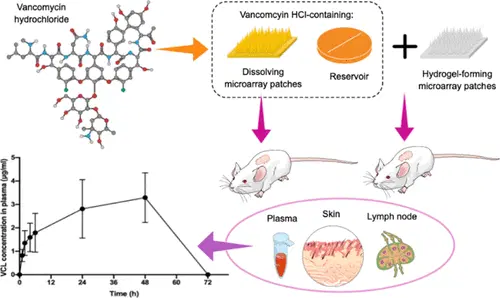 Vancomycin
hydrochloride
Vancomcyin HCl-containing:
Dissolving
microarray patches
Reservoir
Hydrogel-forming
microarray patches
Plasma
Skin
Lymph node
VCL concentration in plasma (µg/ml)
5
4
3
2
1
0
0
12
24
36
48
60
72
Time (h)